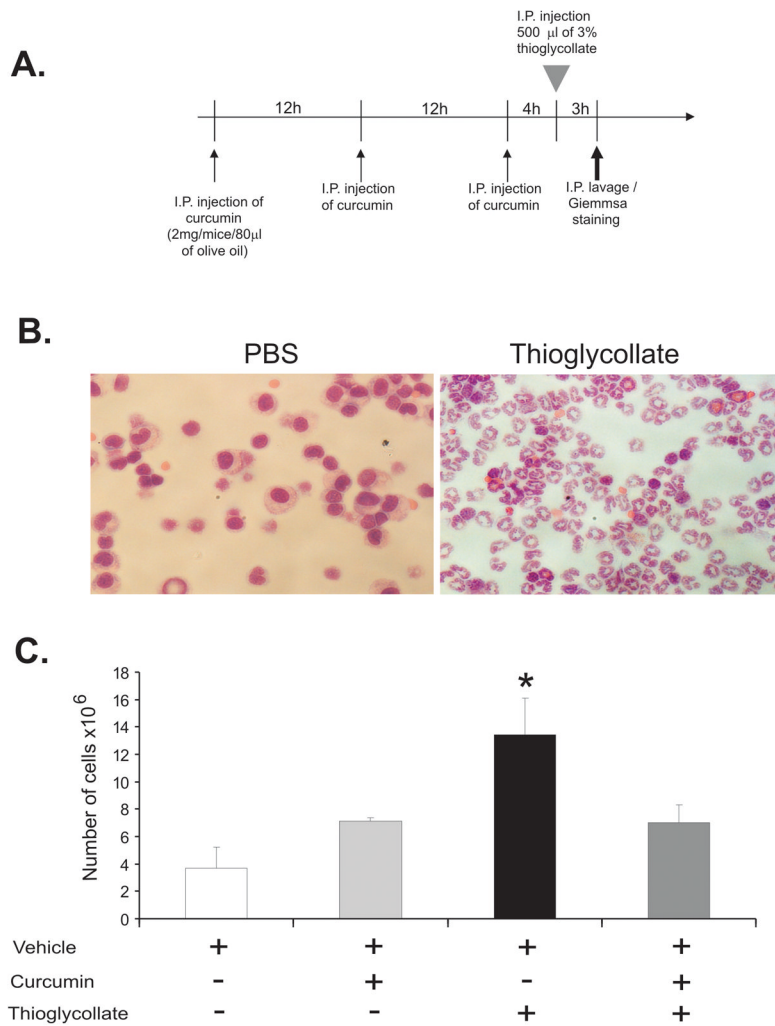 A.
I.P. injection
500 µl of 3%
thioglycollate
12h 12h 4h 3h
I.P. injection of
curcumin
(2mg/mice/80µl
of olive oil)
I.P. injection
of curcumin
I.P. injection
of curcumin
I.P. lavage /
Giemmsa
staining
B.
PBS Thioglycollate
C.
Number of cells x10^6
18
16
14
12
10
8
6
4
2
0
*
Vehicle + + + +
Curcumin - + - +
Thioglycollate - - + +